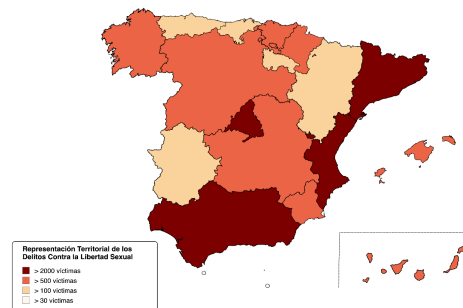 Representación Territorial de los
Delitos Contra la Libertad Sexual
> 2000 víctimas
> 500 víctimas
> 100 víctimas
> 30 víctimas